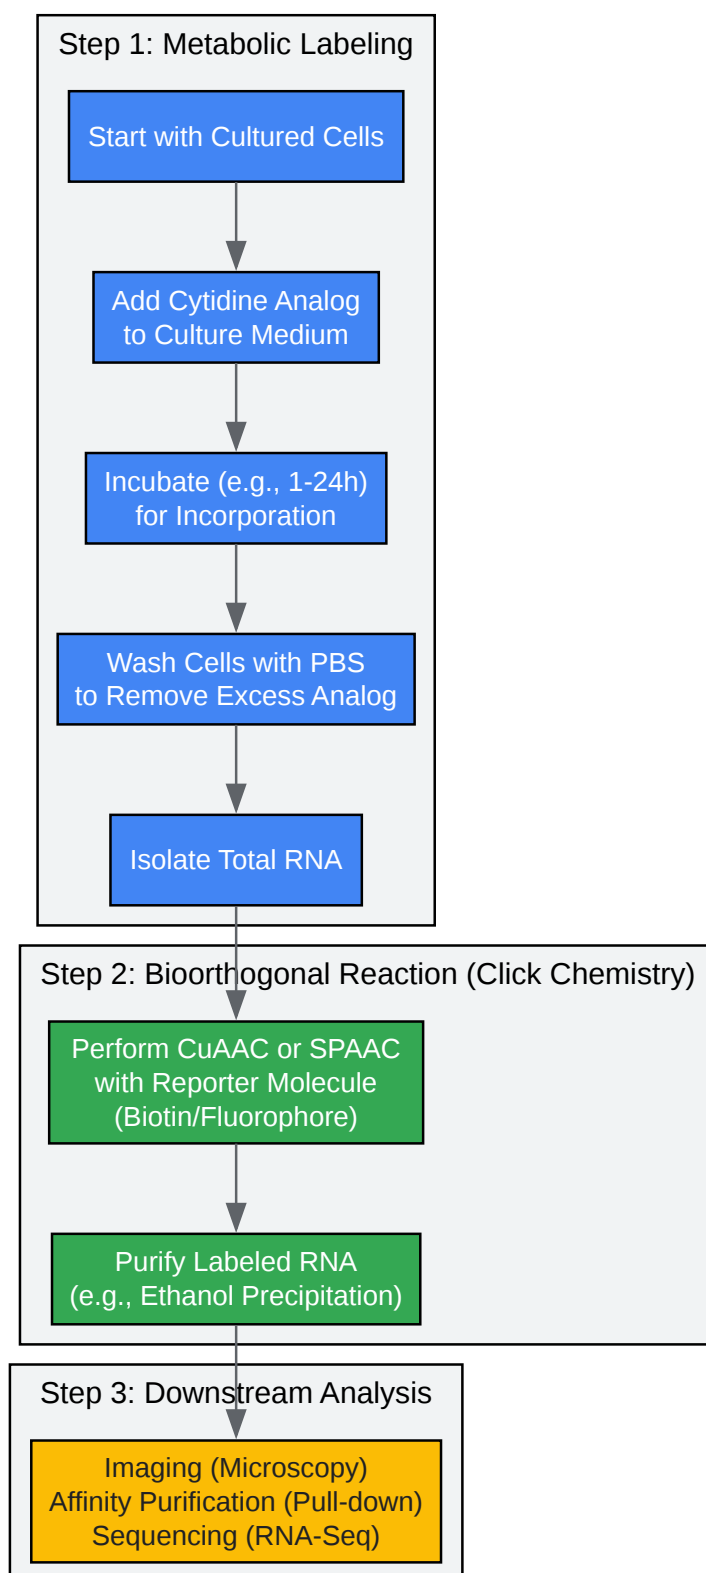 Step 1: Metabolic Labeling
Start with Cultured Cells
Add Cytidine Analog
to Culture Medium
Incubate (e.g., 1-24h)
for Incorporation
Wash Cells with PBS
to Remove Excess Analog
Isolate Total RNA
Step 2: Bioorthogonal Reaction (Click Chemistry)
Perform CuAAC or SPAAC
with Reporter Molecule
(Biotin/Fluorophore)
Purify Labeled RNA
(e.g., Ethanol Precipitation)
Step 3: Downstream Analysis
Imaging (Microscopy)
Affinity Purification (Pull-down)
Sequencing (RNA-Seq)